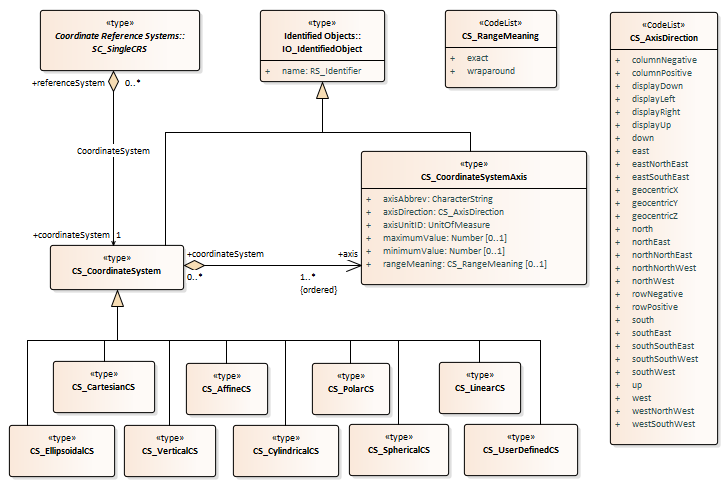 «type»
Coordinate Reference Systems::
SC_SingleCRS
«type»
Identified Objects::
IO_IdentifiedObject
+ name: RS_Identifier
«CodeList»
CS_RangeMeaning
+ exact
+ wraparound
«CodeList»
CS_AxisDirection
+ columnNegative
+ columnPositive
+ displayDown
+ displayLeft
+ displayRight
+ displayUp
+ down
+ east
+ eastNorthEast
+ eastSouthEast
+ geocentricX
+ geocentricY
+ geocentricZ
+ north
+ northEast
+ northNorthEast
+ northNorthWest
+ northWest
+ rowNegative
+ rowPositive
+ south
+ southEast
+ southSouthEast
+ southSouthWest
+ southWest
+ up
+ west
+ westNorthWest
+ westSouthWest
+referenceSystem 0..*
CoordinateSystem
+coordinateSystem 1
«type»
CS_CoordinateSystemAxis
+ axisAbbrev: CharacterString
+ axisDirection: CS_AxisDirection
+ axisUnitID: UnitOfMeasure
+ maximumValue: Number [0..1]
+ minimumValue: Number [0..1]
+ rangeMeaning: CS_RangeMeaning [0..1]
«type»
CS_CoordinateSystem
+coordinateSystem +axis
0..* 1..*
{ordered}
«type»
CS_CartesianCS
«type»
CS_AffineCS
«type»
CS_PolarCS
«type»
CS_LinearCS
«type»
CS_EllipsoidalCS
«type»
CS_VerticalCS
«type»
CS_CylindricalCS
«type»
CS_SphericalCS
«type»
CS_UserDefinedCS